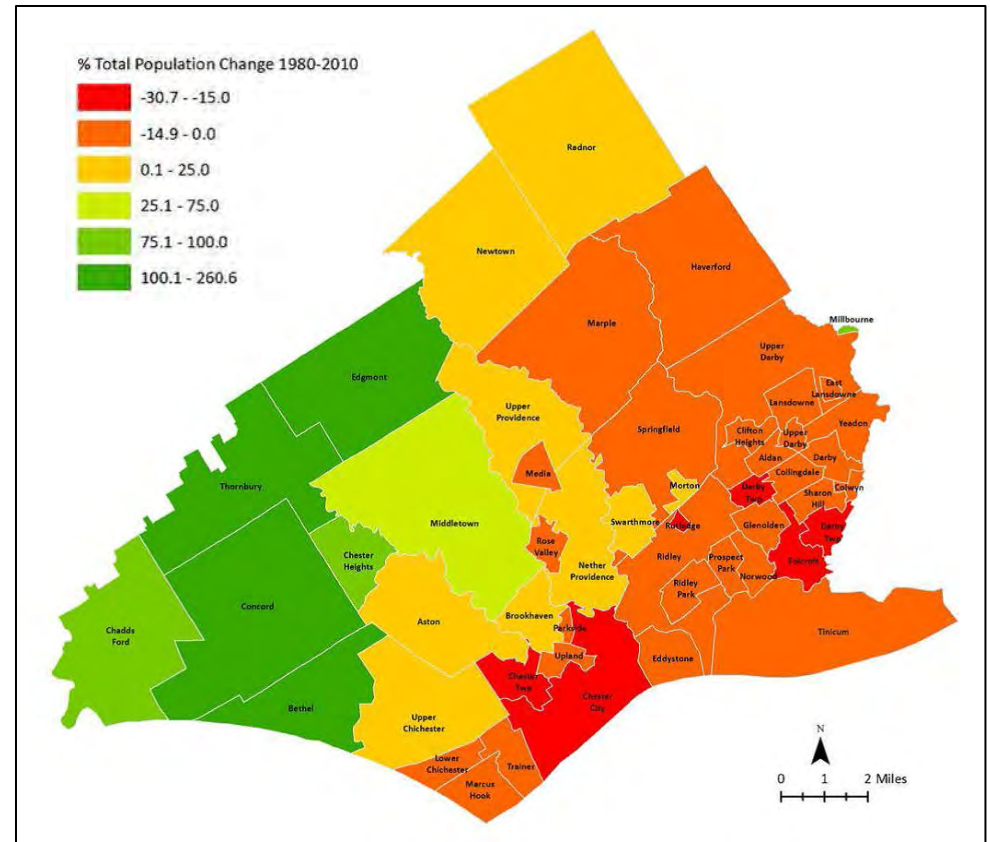 % Total Population Change 1980-2010
-30.7 - -15.0
-14.9 - 0.0
0.1 - 25.0
25.1 - 75.0
75.1 - 100.0
100.1 - 260.6
Radnor
Newtown
Haverford
Marple
Millbourne
Upper
Darby
Edgmont
East
Lansdowne
Lansdowne
Upper
Providence
Springfield
Clifton
Heights
Upper
Darby
Yeadon
Aldan
Darby
Collingdale
Media
Thornbury
Morton
Darby
Twp
Sharon
Hill
Colwyn
Middletown
Swarthmore
Rutledge
Glenolden
Darby
Twp
Rose
Valley
Chester
Heights
Ridley
Prospect
Park
Folcroft
Nether
Providence
Norwood
Ridley
Park
Concord
Brookhaven
Aston
Parkside
Tinicum
Chadds
Ford
Upland
Eddystone
Chester
Twp
Chester
City
Bethel
Upper
Chichester
Lower
Chichester
Trainer
Marcus
Hook
N
0 1 2 Miles